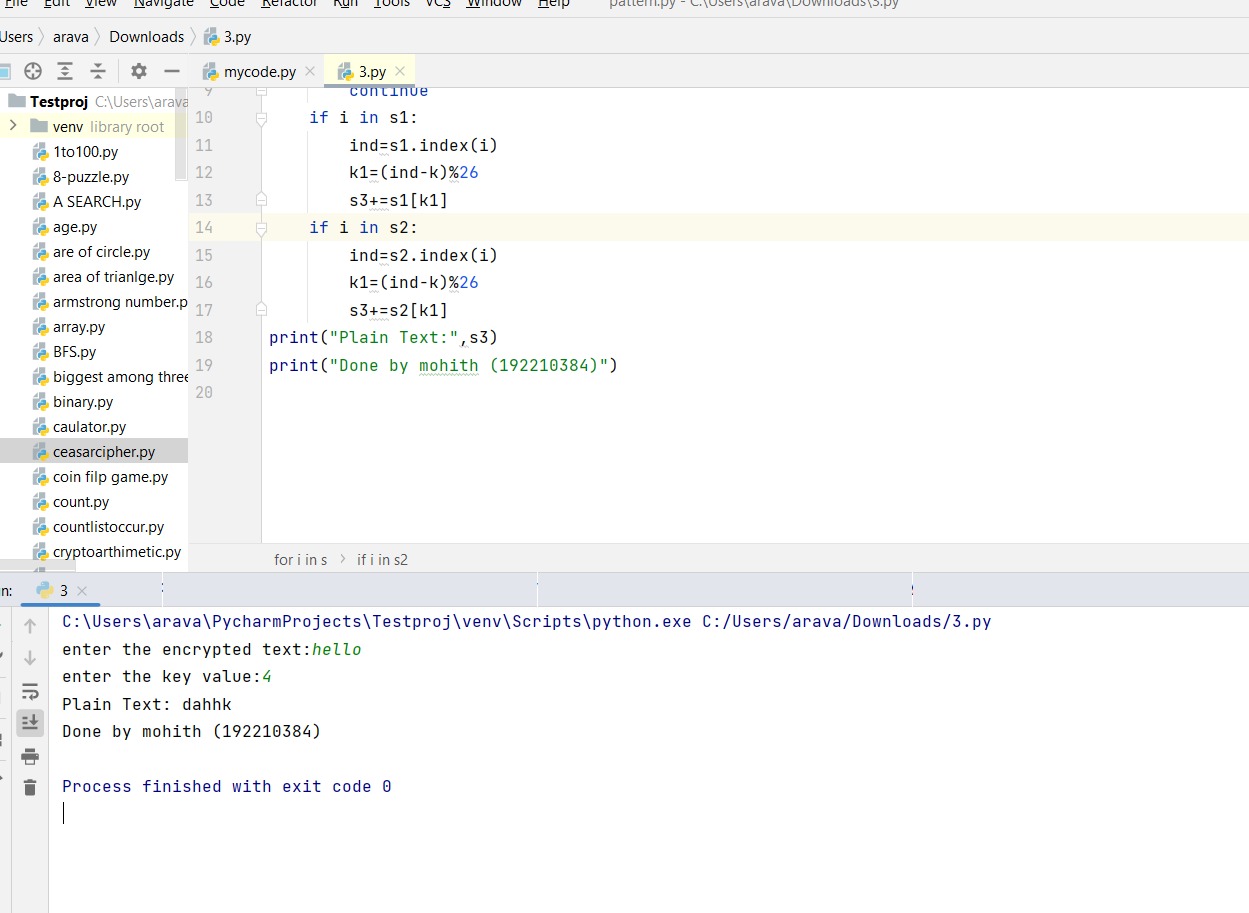 File Edit View Navigate Code Refactor Run Tools VCS Window Help pattern.py - C:\Users\arava\Downloads\3.py
Users arava Downloads 3.py
mycode.py 3.py
Testproj C:\Users\arava
venv library root
1to100.py
8-puzzle.py
A SEARCH.py
age.py
are of circle.py
area of trianlge.py
armstrong number.p
array.py
BFS.py
biggest among three
binary.py
caulator.py
ceasarcipher.py
coin filp game.py
count.py
countlistoccur.py
cryptoarthimetic.py
9 continue
10 if i in s1:
11 ind=s1.index(i)
12 k1=(ind-k)%26
13 s3+=s1[k1]
14 if i in s2:
15 ind=s2.index(i)
16 k1=(ind-k)%26
17 s3+=s2[k1]
18 print("Plain Text:",s3)
19 print("Done by mohith (192210384)")
20
for i in s if i in s2
n: 3
C:\Users\arava\PycharmProjects\Testproj\venv\Scripts\python.exe C:/Users/arava/Downloads/3.py
enter the encrypted text:hello
enter the key value:4
Plain Text: dahhk
Done by mohith (192210384)
Process finished with exit code 0